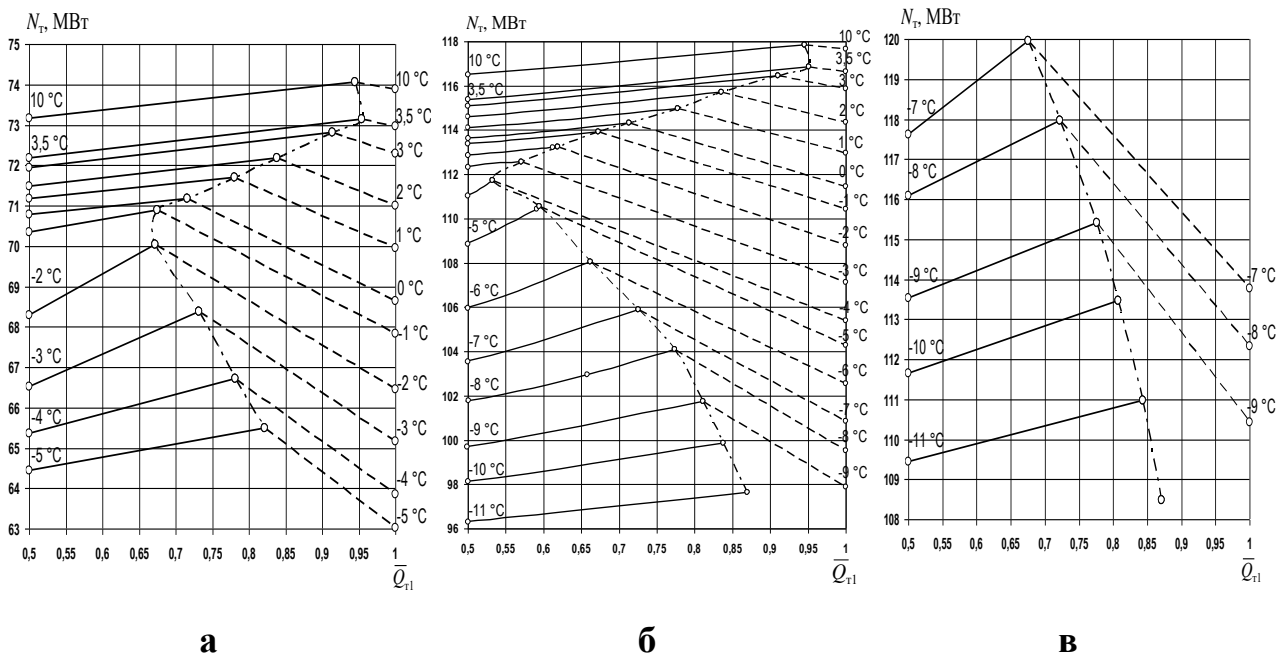 Nт, МВт
75
74
73
72
71
70
69
68
67
66
65
64
63
10 °C
3,5 °C
-2 °C
-3 °C
-4 °C
-5 °C
10 °C
3,5 °C
3 °C
2 °C
1 °C
0 °C
-1 °C
-2 °C
-3 °C
-4 °C
-5 °C
0,5 0,55 0,6 0,65 0,7 0,75 0,8 0,85 0,9 0,95 1
Q̅т1
а
Nт, МВт
118
116
114
112
110
108
106
104
102
100
98
96
10 °C
3,5 °C
-5 °C
-6 °C
-7 °C
-8 °C
-9 °C
-10 °C
-11 °C
10 °C
3,5 °C
3 °C
2 °C
1 °C
0 °C
-1 °C
-2 °C
-3 °C
-4 °C
-5 °C
-6 °C
-7 °C
-8 °C
-9 °C
0,5 0,55 0,6 0,65 0,7 0,75 0,8 0,85 0,9 0,95 1
Q̅т1
б
Nт, МВт
120
119
118
117
116
115
114
113
112
111
110
109
108
-7 °C
-8 °C
-9 °C
-10 °C
-11 °C
-7 °C
-8 °C
-9 °C
0,5 0,55 0,6 0,65 0,7 0,75 0,8 0,85 0,9 0,95 1
Q̅т1
в